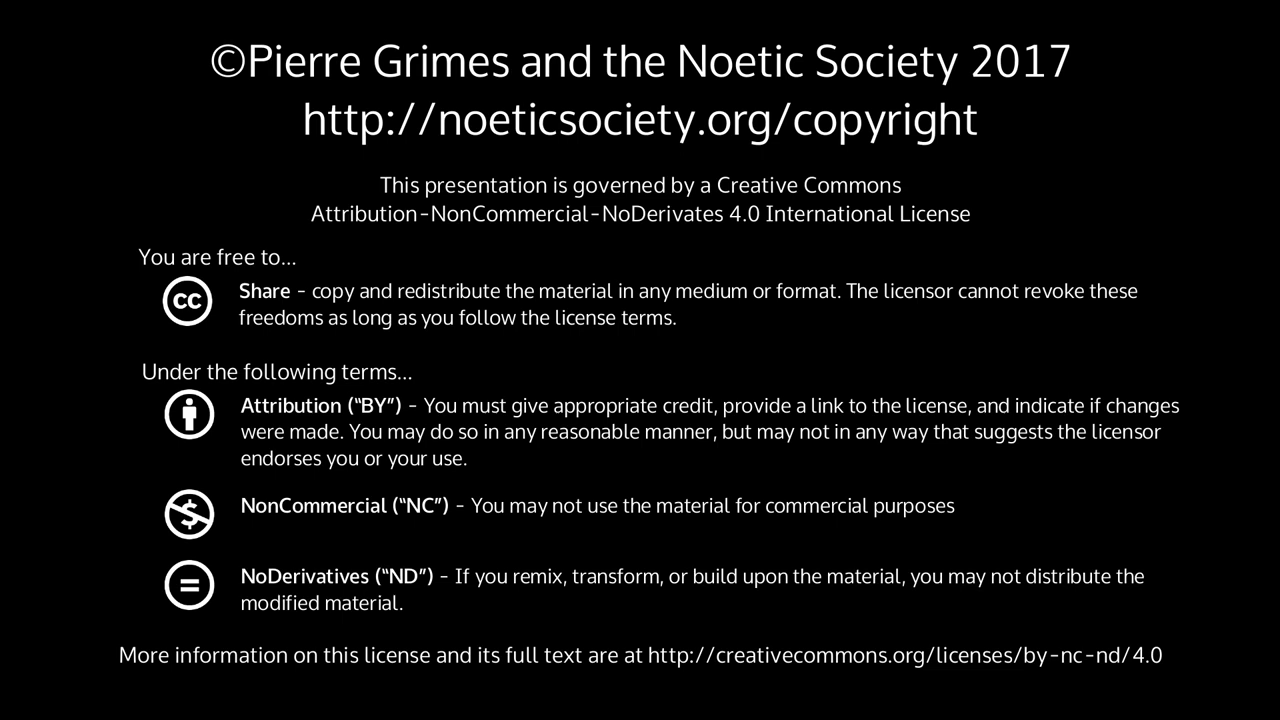 ©Pierre Grimes and the Noetic Society 2017
http://noeticsociety.org/copyright
This presentation is governed by a Creative Commons
Attribution-NonCommercial-NoDerivates 4.0 International License
You are free to...
cc
Share - copy and redistribute the material in any medium or format. The licensor cannot revoke these
freedoms as long as you follow the license terms.
Under the following terms...
Attribution (“BY”) - You must give appropriate credit, provide a link to the license, and indicate if changes
were made. You may do so in any reasonable manner, but may not in any way that suggests the licensor
endorses you or your use.
NonCommercial (“NC”) - You may not use the material for commercial purposes
NoDerivatives (“ND”) - If you remix, transform, or build upon the material, you may not distribute the
modified material.
More information on this license and its full text are at http://creativecommons.org/licenses/by-nc-nd/4.0